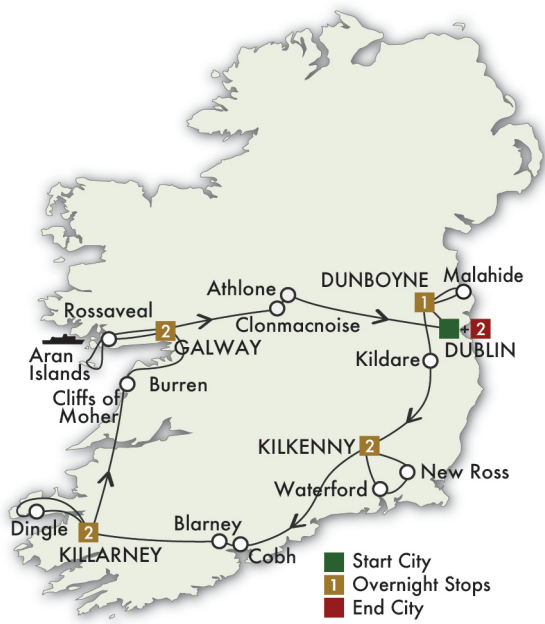 DUNBOYNE
Malahide
1
Athlone
Rossaveal
Clonmacnoise
2
+ 2
GALWAY
DUBLIN
Aran
Islands
Kildare
Cliffs of
Moher
Burren
KILKENNY 2
New Ross
Waterford
Dingle
2
Blarney
KILLARNEY
Cobh
Start City
1 Overnight Stops
End City